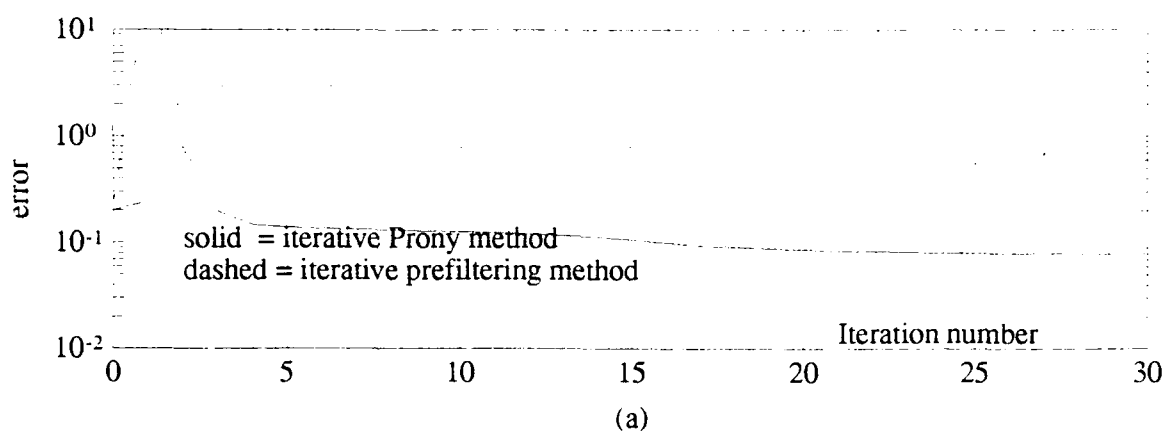 10¹
10⁰
10⁻¹
10⁻²
error
solid = iterative Prony method
dashed = iterative prefiltering method
Iteration number
0 5 10 15 20 25 30
(a)